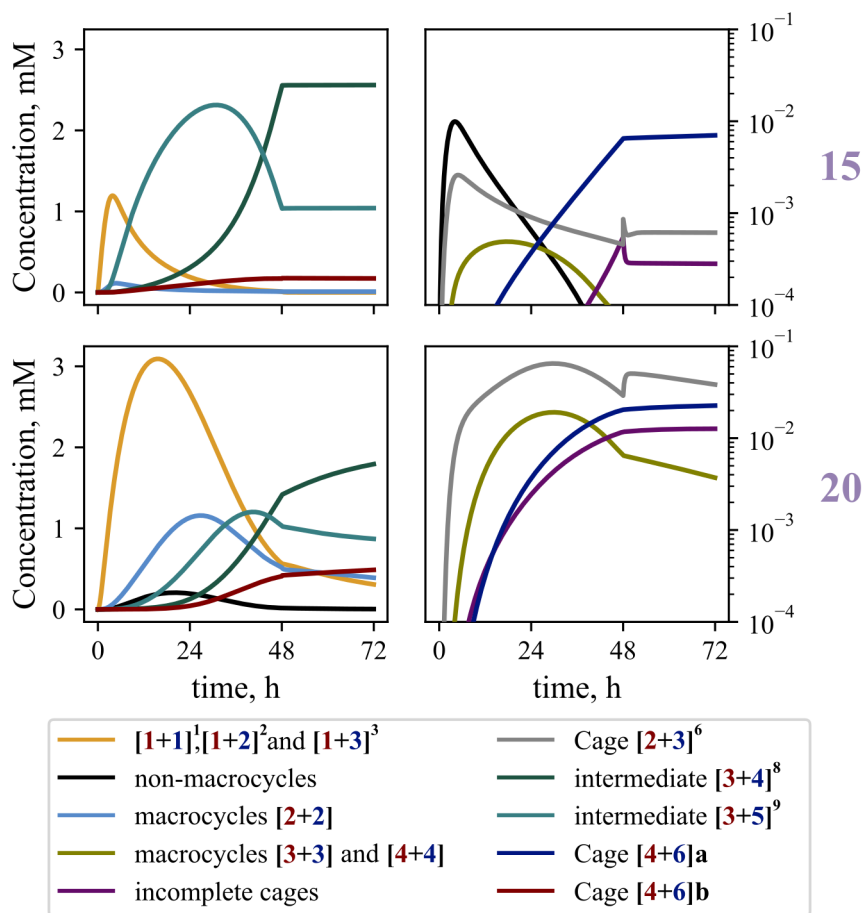 3
2
1
0
Concentration, mM
10⁻¹
10⁻²
10⁻³
10⁻⁴
15
3
2
1
0
Concentration, mM
10⁻¹
10⁻²
10⁻³
10⁻⁴
20
0 24 48 72
time, h
0 24 48 72
time, h
[1+1]¹;[1+2]² and [1+3]³
non-macrocycles
macrocycles [2+2]
macrocycles [3+3] and [4+4]
incomplete cages
Cage [2+3]⁶
intermediate [3+4]⁸
intermediate [3+5]⁹
Cage [4+6]a
Cage [4+6]b